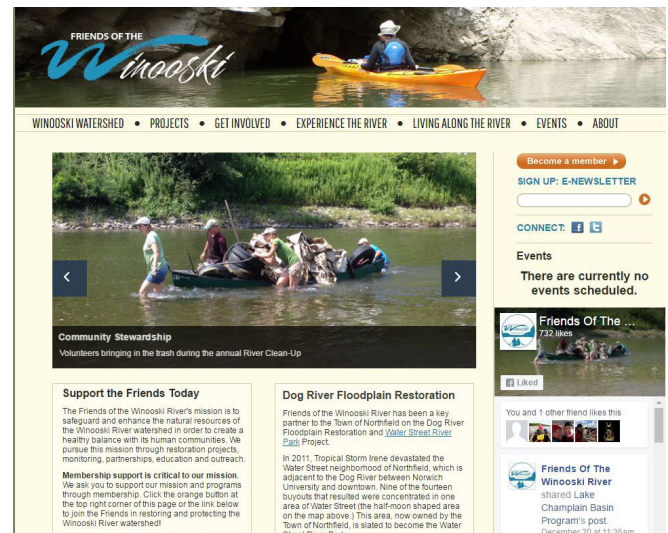 FRIENDS OF THE
Winooski
WINOOSKI WATERSHED • PROJECTS • GET INVOLVED • EXPERIENCE THE RIVER • LIVING ALONG THE RIVER • EVENTS • ABOUT
Community Stewardship
Volunteers bringing in the trash during the annual River Clean-Up
Support the Friends Today
The Friends of the Winooski River's mission is to
safeguard and enhance the natural resources of
the Winooski River watershed in order to create a
healthy balance with its human communities. We
pursue this mission through restoration projects,
monitoring, partnerships, education and outreach.
Membership support is critical to our mission.
We ask you to support our mission and programs
through membership. Click the orange button at
the top right corner of this page or the link below
to join the Friends in restoring and protecting the
Winooski River watershed!
Dog River Floodplain Restoration
Friends of the Winooski River has been a key
partner to the Town of Northfield on the Dog River
Floodplain Restoration and Water Street River
Park Project.
In 2011, Tropical Storm Irene devastated the
Water Street neighborhood of Northfield, which is
adjacent to the Dog River between Norwich
University and downtown. Nine of the fourteen
buyouts that resulted were concentrated in one
area of Water Street (the half-moon shaped area
on the map above.) This area, now owned by the
Town of Northfield, is slated to become the Water
Become a member
SIGN UP: E-NEWSLETTER
CONNECT:
Events
There are currently no
events scheduled.
Friends Of The ...
732 likes
Liked
You and 1 other friend likes this
Friends Of The
Winooski River
shared Lake
Champlain Basin
Program's post.
December 20 at 11:35am